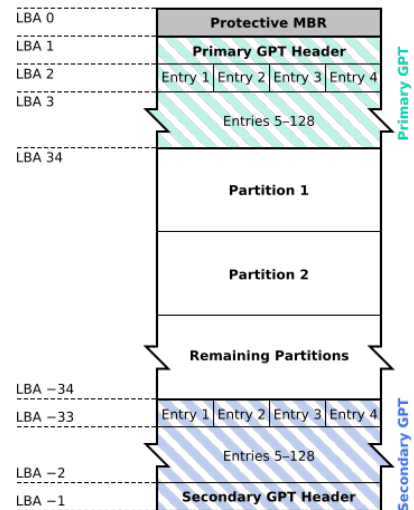 LBA 0
Protective MBR
LBA 1
Primary GPT Header
LBA 2
Entry 1 Entry 2 Entry 3 Entry 4
LBA 3
Entries 5–128
Primary GPT
LBA 34
Partition 1
Partition 2
Remaining Partitions
LBA −34
LBA −33
Entry 1 Entry 2 Entry 3 Entry 4
Entries 5–128
LBA −2
LBA −1
Secondary GPT Header
Secondary GPT